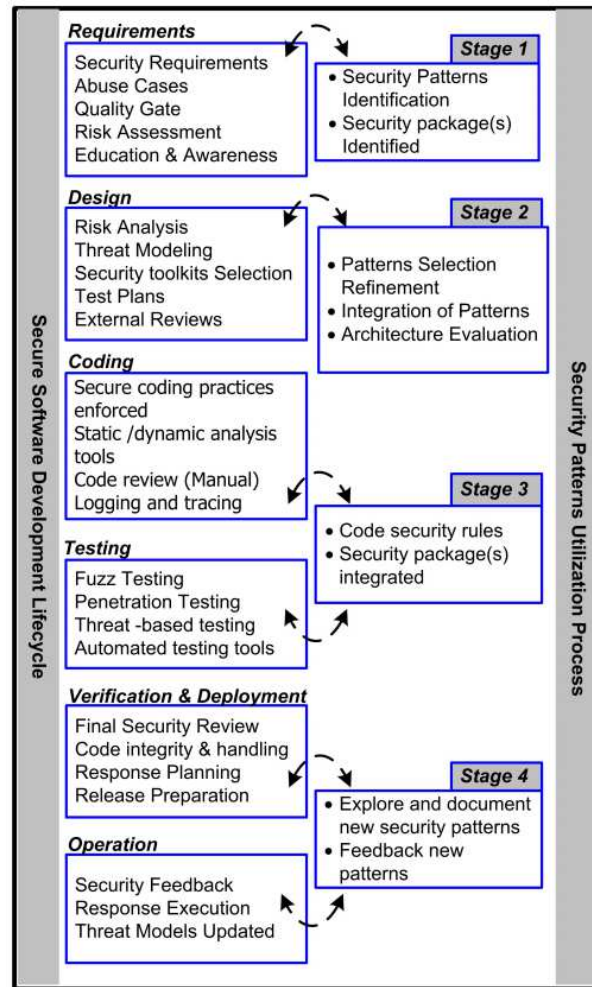 Secure Software Development Lifecycle
Requirements
Security Requirements
Abuse Cases
Quality Gate
Risk Assessment
Education & Awareness
Stage 1
• Security Patterns
Identification
• Security package(s)
Identified
Design
Risk Analysis
Threat Modeling
Security toolkits Selection
Test Plans
External Reviews
Stage 2
• Patterns Selection
Refinement
• Integration of Patterns
• Architecture Evaluation
Coding
Secure coding practices
enforced
Static /dynamic analysis
tools
Code review (Manual)
Logging and tracing
Stage 3
• Code security rules
• Security package(s)
integrated
Testing
Fuzz Testing
Penetration Testing
Threat -based testing
Automated testing tools
Verification & Deployment
Final Security Review
Code integrity & handling
Response Planning
Release Preparation
Stage 4
• Explore and document
new security patterns
• Feedback new
patterns
Operation
Security Feedback
Response Execution
Threat Models Updated
Security Patterns Utilization Process